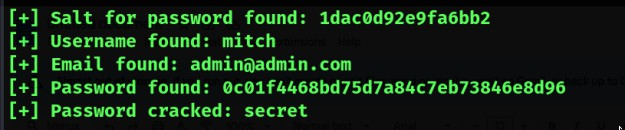 [+] Salt for password found: 1dac0d92e9fa6bb2
[+] Username found: mitch
[+] Email found: admin@admin.com
[+] Password found: 0c01f4468bd75d7a84c7eb73846e8d96
[+] Password cracked: secret